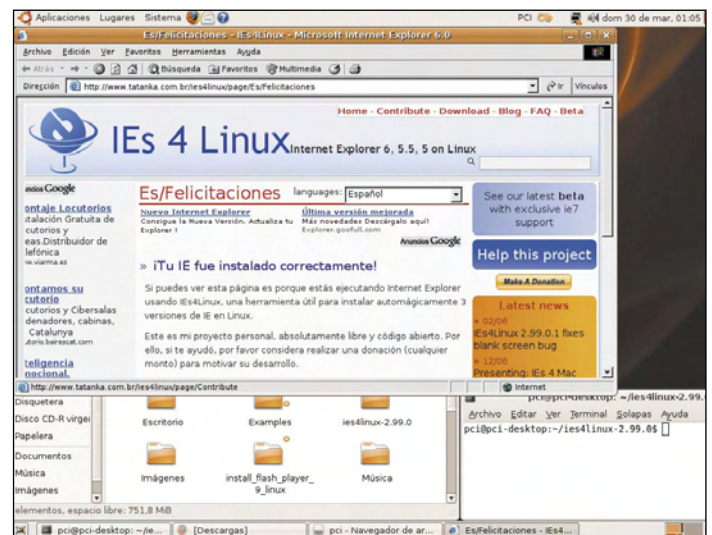 Aplicaciones Lugares Sistema PCI dom 30 de mar, 01:05
Es/Felicitaciones - IEs4Linux - Microsoft Internet Explorer 6.0
Archivo Edición Ver Favoritos Herramientas Ayuda
Atrás Búsqueda Favoritos Multimedia
Dirección http://www.tatanka.com.br/ies4linux/page/Es/Felicitaciones Ir Vínculos
Home - Contribute - Download - Blog - FAQ - Beta
IEs 4 Linux Internet Explorer 6, 5.5, 5 on Linux
Google
ontaje Locutorios
talación Gratuita de
cutorios y
eas.Distribuidor de
lefónica
w.viarma.es
ontamos su
cutorio
cutorios y Cibersalas
denadores, cabinas,
Catalunya
utorio.bairescat.com
teligencia
nocional.
Es/Felicitaciones languages: Español
Nuevo Internet Explorer
Consigue la Nueva Versión. Actualiza tu
Explorer !
Última versión mejorada
Más novedades Descárgalo aquí!
Explorer.goofull.com
Anuncios Google
» ¡Tu IE fue instalado correctamente!
Si puedes ver esta página es porque estás ejecutando Internet Explorer
usando IEs4Linux, una herramienta útil para instalar automágicamente 3
versiones de IE en Linux.
Este es mi proyecto personal, absolutamente libre y código abierto. Por
ello, si te ayudó, por favor considera realizar una donación (cualquier
monto) para motivar su desarrollo.
See our latest beta
with exclusive ie7
support
Help this project
Make A Donation
Latest news
» 02/06
IEs4Linux 2.99.0.1 fixes
blank screen bug
» 12/06
Presenting: IEs 4 Mac
http://www.tatanka.com.br/ies4linux/page/Contribute Internet
Disquetera
Disco CD-R virgen
Papelera
Documentos
Música
Imágenes
Escritorio Examples ies4linux-2.99.0
Imágenes install_flash_player_
9_linux Música
elementos, espacio libre: 751.8 MiB
pci@pci-desktop: ~/ies4linux-2.99.
Archivo Editar Ver Terminal Solapas Ayuda
pci@pci-desktop:~/ies4linux-2.99.0$
pci@pci-desktop: ~/ie... [Descargas] pci - Navegador de ar... Es/Felicitaciones - IEs4...